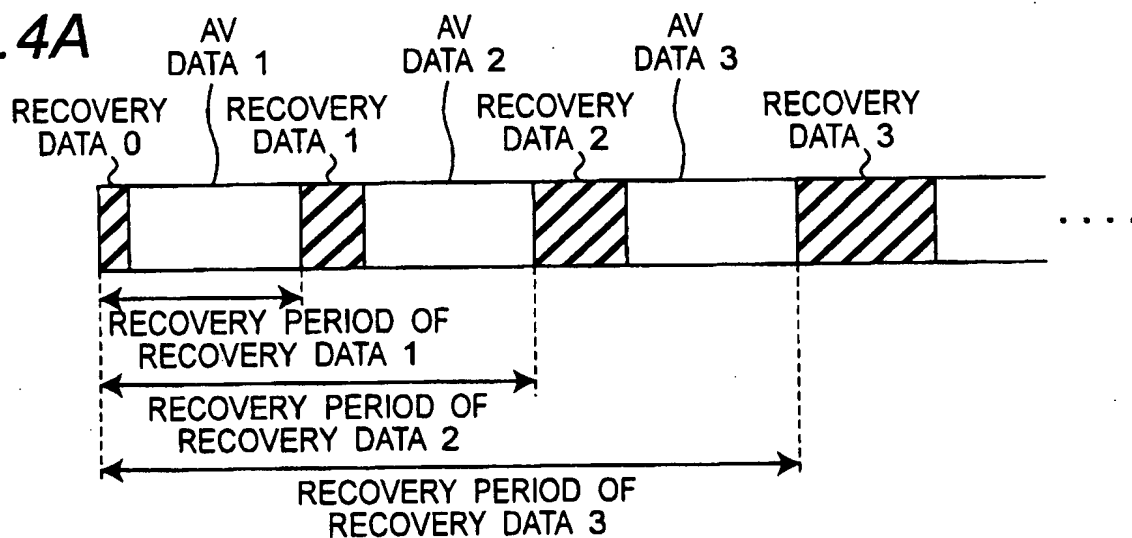 .4A
AV
DATA 1
AV
DATA 2
AV
DATA 3
RECOVERY
DATA 0
RECOVERY
DATA 1
RECOVERY
DATA 2
RECOVERY
DATA 3
. . . .
RECOVERY PERIOD OF
RECOVERY DATA 1
RECOVERY PERIOD OF
RECOVERY DATA 2
RECOVERY PERIOD OF
RECOVERY DATA 3